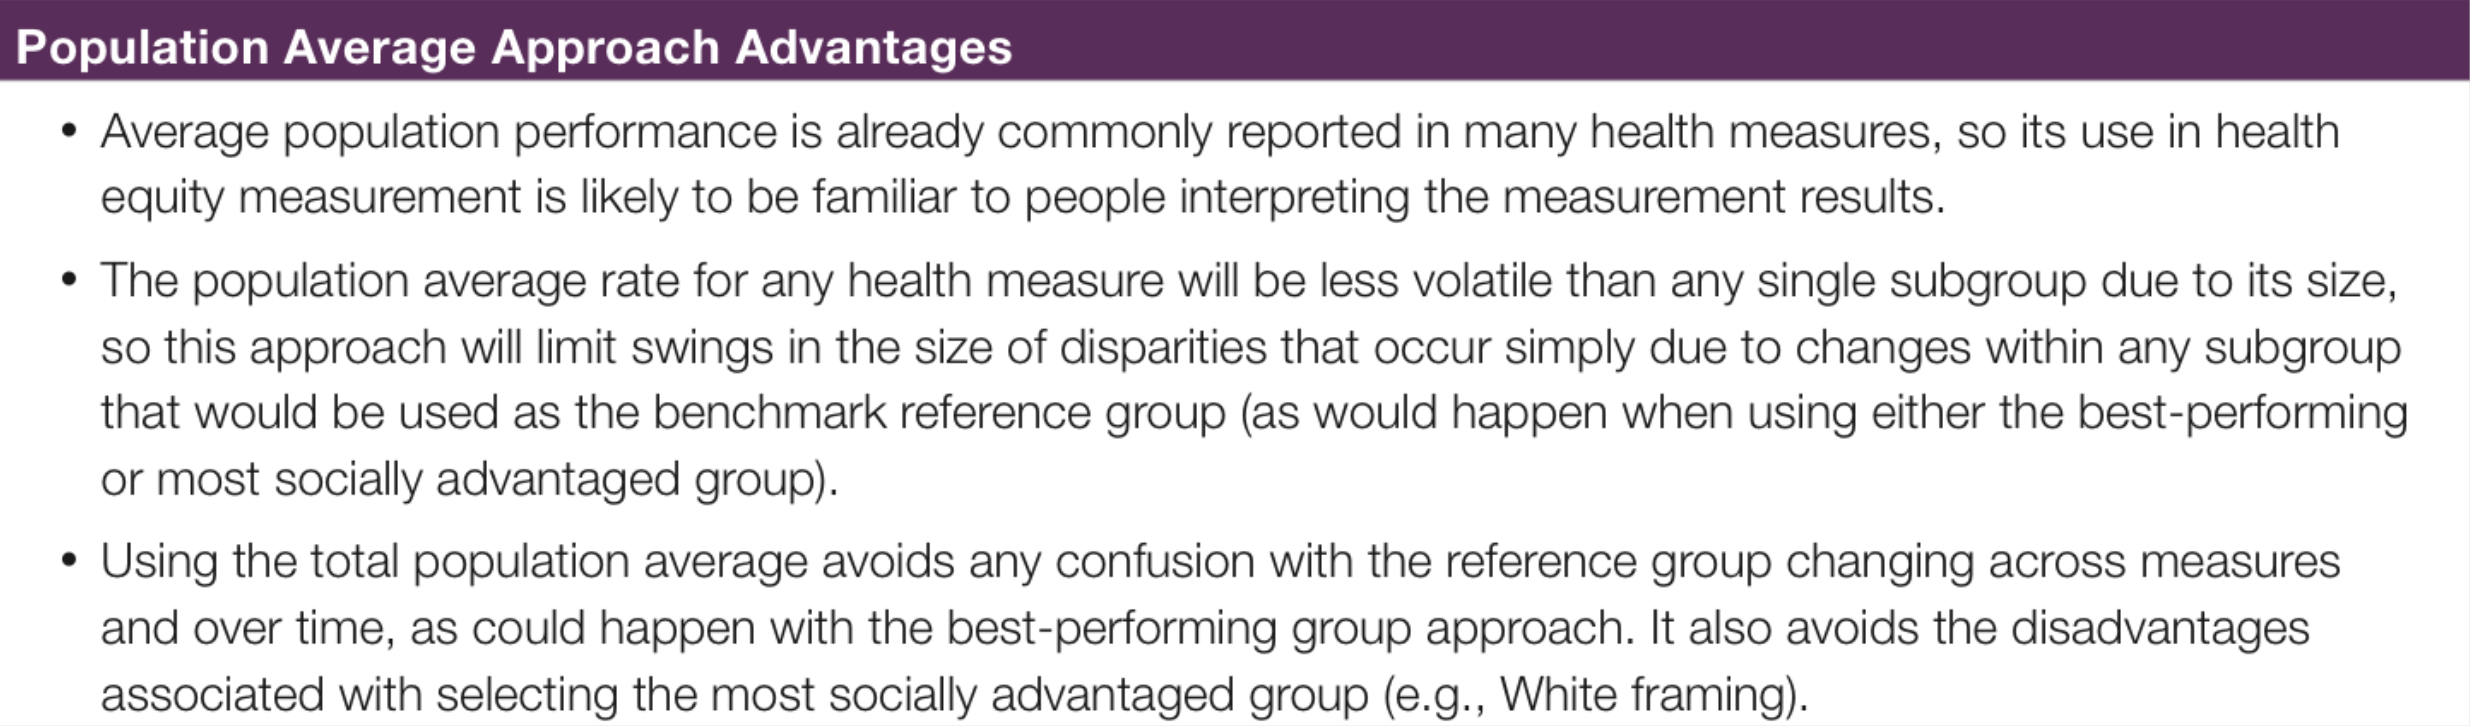 Population Average Approach Advantages
• Average population performance is already commonly reported in many health measures, so its use in health
equity measurement is likely to be familiar to people interpreting the measurement results.
• The population average rate for any health measure will be less volatile than any single subgroup due to its size,
so this approach will limit swings in the size of disparities that occur simply due to changes within any subgroup
that would be used as the benchmark reference group (as would happen when using either the best-performing
or most socially advantaged group).
• Using the total population average avoids any confusion with the reference group changing across measures
and over time, as could happen with the best-performing group approach. It also avoids the disadvantages
associated with selecting the most socially advantaged group (e.g., White framing).